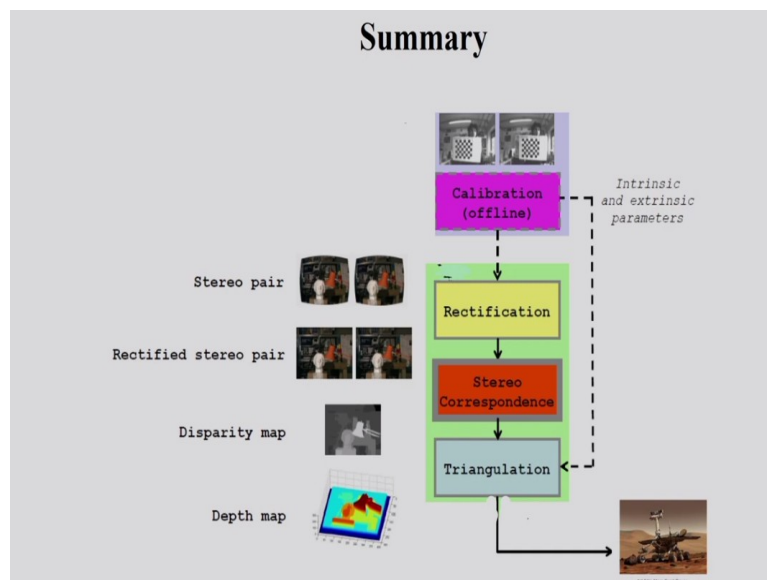 Summary
Calibration
(offline)
Intrinsic
and extrinsic
parameters
Stereo pair
Rectification
Rectified stereo pair
Stereo
Correspondence
Disparity map
Triangulation
Depth map